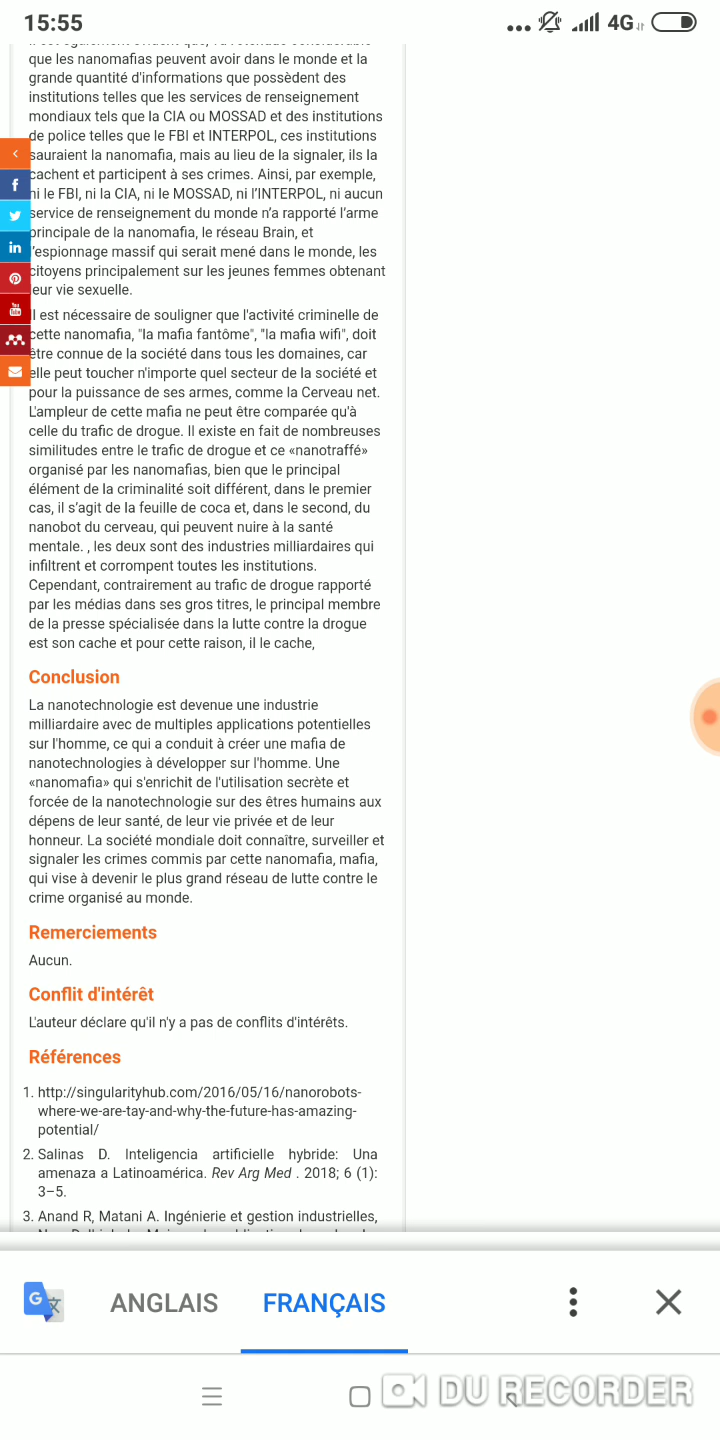 15:55
4G
que les nanomafias peuvent avoir dans le monde et la
grande quantité d'informations que possèdent des
institutions telles que les services de renseignement
mondiaux tels que la CIA ou MOSSAD et des institutions
de police telles que le FBI et INTERPOL, ces institutions
sauraient la nanomafia, mais au lieu de la signaler, ils la
cachent et participent à ses crimes. Ainsi, par exemple,
ni le FBI, ni la CIA, ni le MOSSAD, ni l'INTERPOL, ni aucun
service de renseignement du monde n'a rapporté l'arme
principale de la nanomafia, le réseau Brain, et
l'espionnage massif qui serait mené dans le monde, les
citoyens principalement sur les jeunes femmes obtenant
leur vie sexuelle.
Il est nécessaire de souligner que l'activité criminelle de
cette nanomafia, "la mafia fantôme", "la mafia wifi", doit
être connue de la société dans tous les domaines, car
elle peut toucher n'importe quel secteur de la société et
pour la puissance de ses armes, comme la Cerveau net.
L'ampleur de cette mafia ne peut être comparée qu'à
celle du trafic de drogue. Il existe en fait de nombreuses
similitudes entre le trafic de drogue et ce «nanotraffé»
organisé par les nanomafias, bien que le principal
élément de la criminalité soit différent, dans le premier
cas, il s'agit de la feuille de coca et, dans le second, du
nanobot du cerveau, qui peuvent nuire à la santé
mentale. , les deux sont des industries milliardaires qui
infiltrent et corrompent toutes les institutions.
Cependant, contrairement au trafic de drogue rapporté
par les médias dans ses gros titres, le principal membre
de la presse spécialisée dans la lutte contre la drogue
est son cache et pour cette raison, il le cache,
Conclusion
La nanotechnologie est devenue une industrie
milliardaire avec de multiples applications potentielles
sur l'homme, ce qui a conduit à créer une mafia de
nanotechnologies à développer sur l'homme. Une
«nanomafia» qui s'enrichit de l'utilisation secrète et
forcée de la nanotechnologie sur des êtres humains aux
dépens de leur santé, de leur vie privée et de leur
honneur. La société mondiale doit connaître, surveiller et
signaler les crimes commis par cette nanomafia, mafia,
qui vise à devenir le plus grand réseau de lutte contre le
crime organisé au monde.
Remerciements
Aucun.
Conflit d'intérêt
L'auteur déclare qu'il n'y a pas de conflits d'intérêts.
Références
1. http://singularityhub.com/2016/05/16/nanorobots-
where-we-are-tay-and-why-the-future-has-amazing-
potential/
2. Salinas D. Inteligencia artificielle hybride: Una
amenaza a Latinoamérica. Rev Arg Med . 2018; 6 (1):
3–5.
3. Anand R, Matani A. Ingénierie et gestion industrielles,
ANGLAIS
FRANÇAIS
DU RECORDER